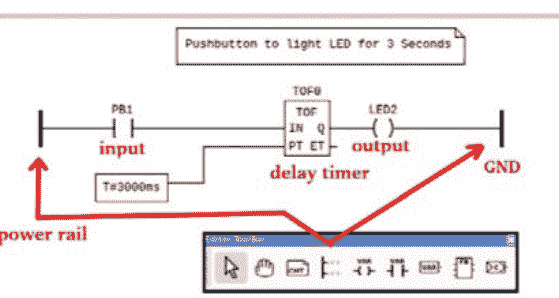 Pushbutton to light LED for 3 Seconds
TOF0
PB1
TOF
LED2
IN Q
PT ET
input
output
delay timer
GND
T#3000ms
power rail